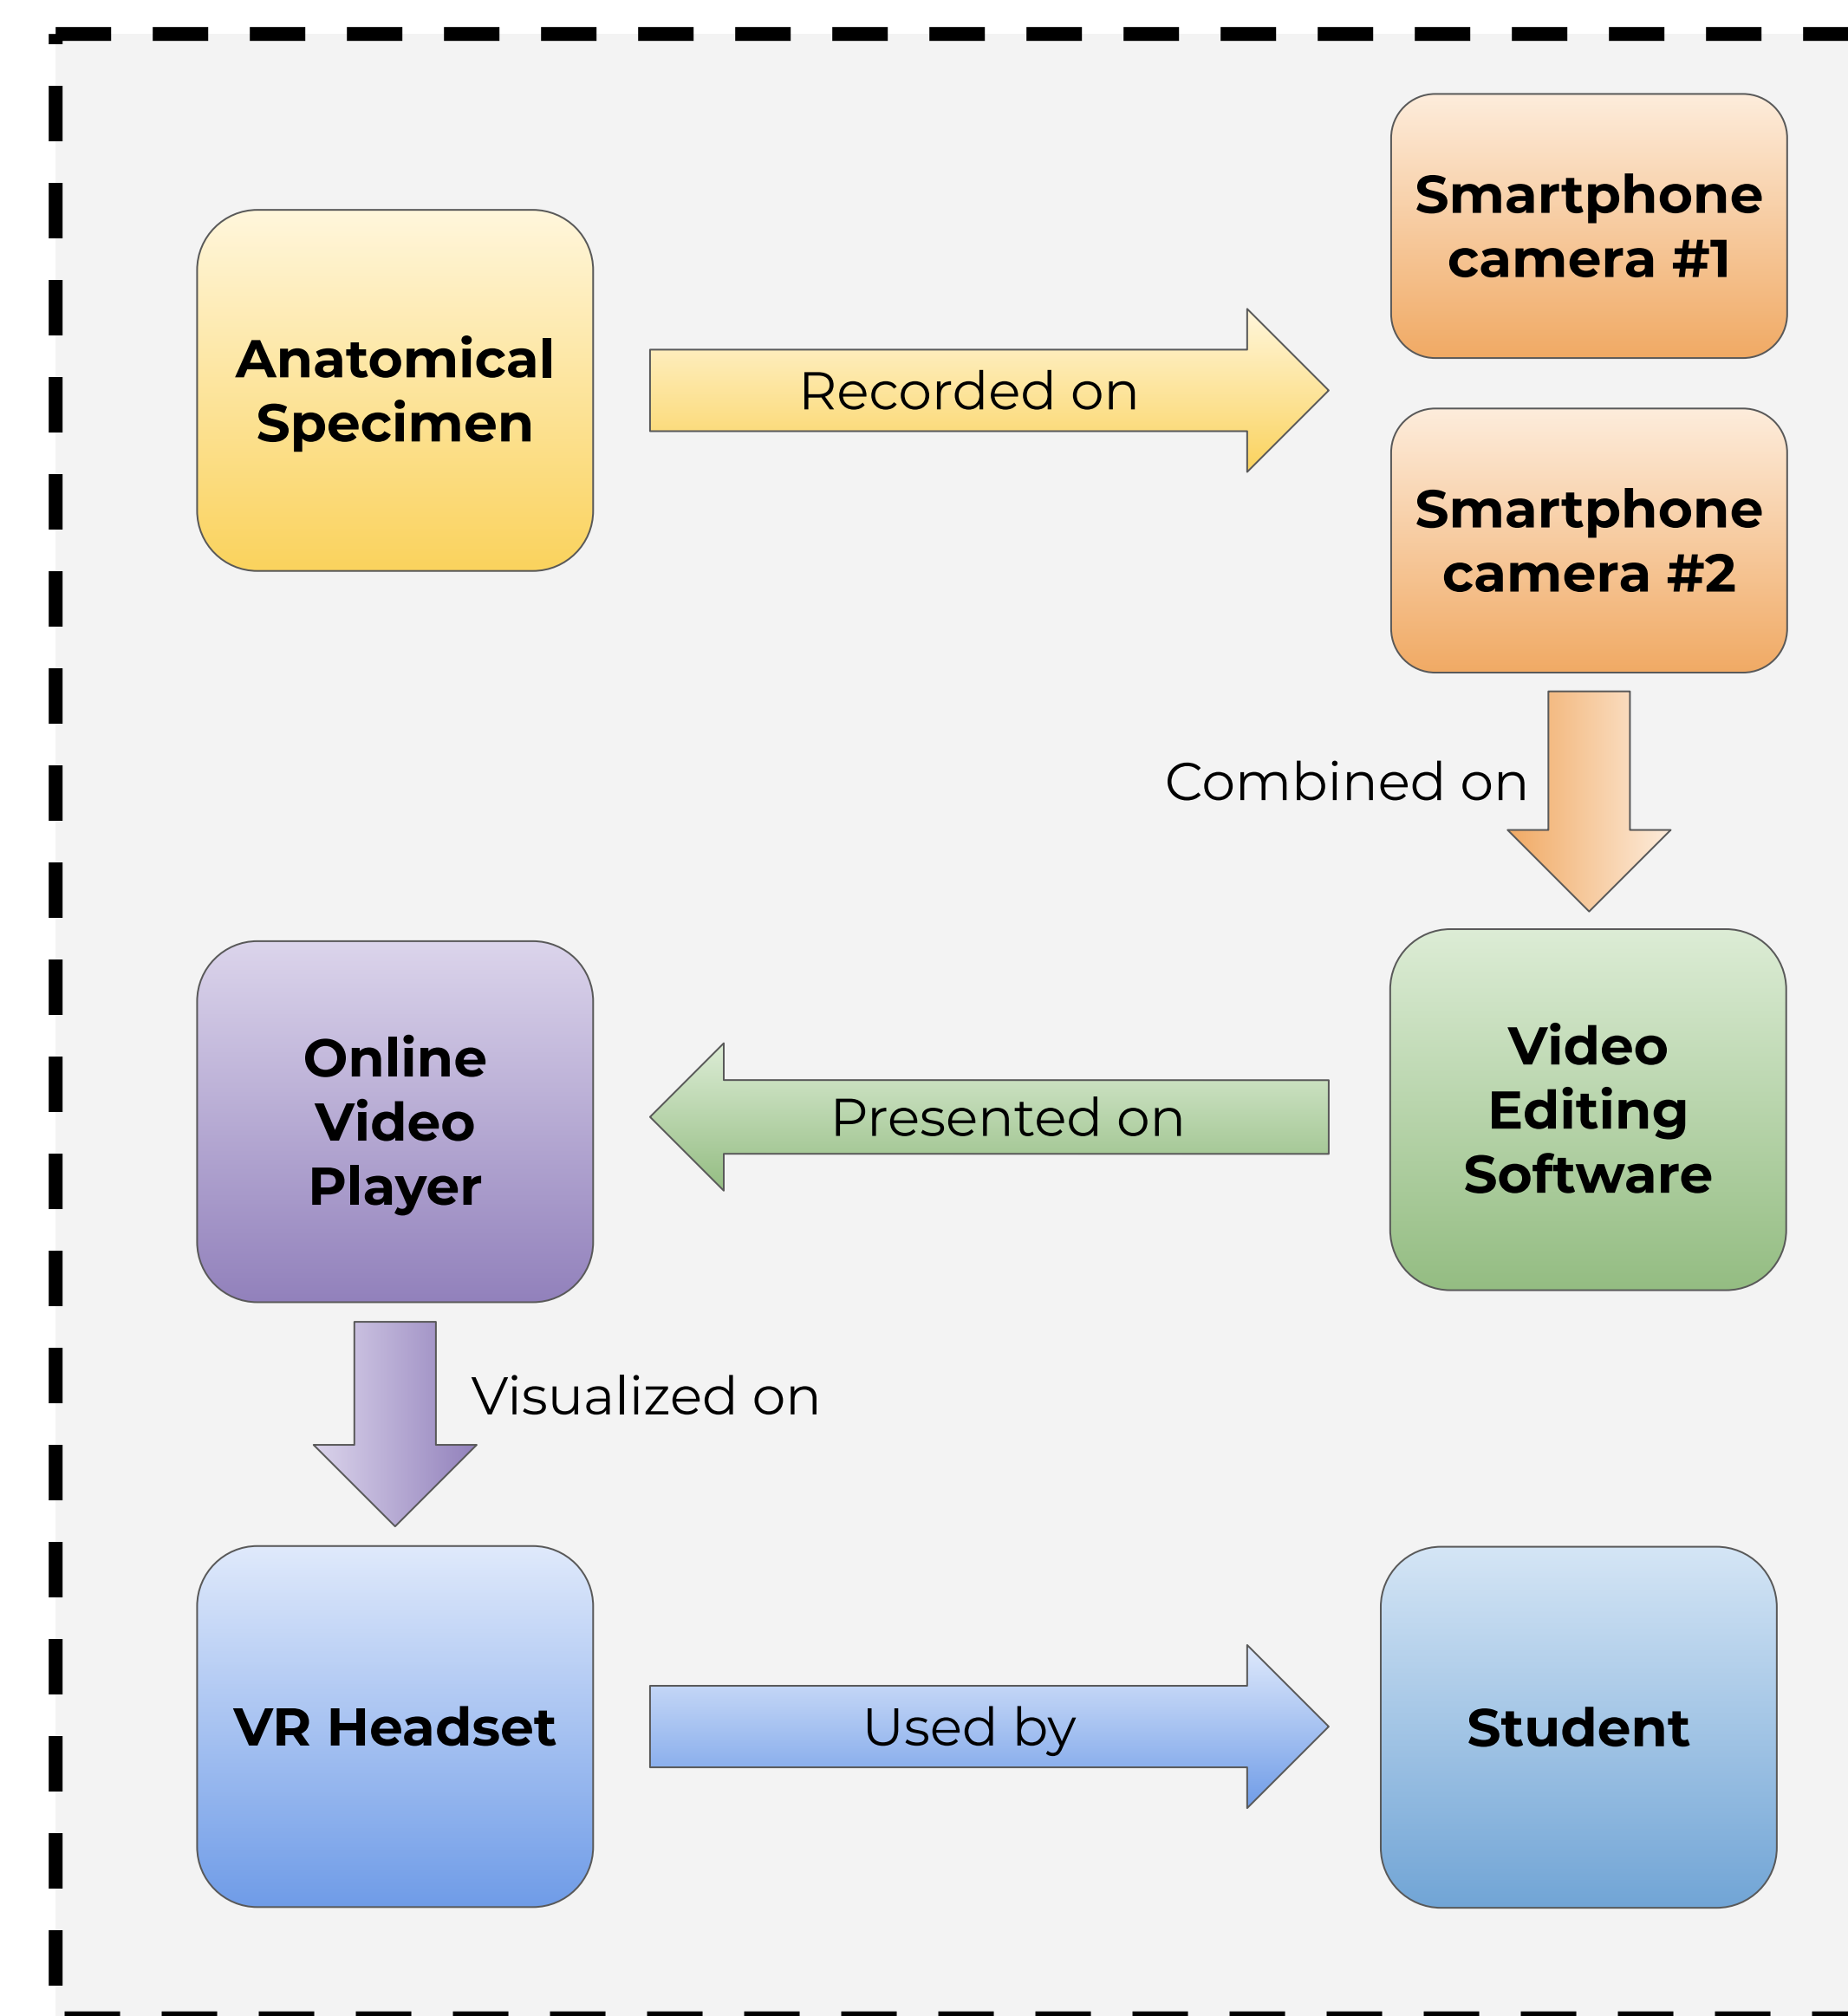 Anatomical
Specimen
Recorded on
Smartphone
camera #1
Smartphone
camera #2
Combined on
Video
Editing
Software
Presented on
Online
Video
Player
Visualized on
VR Headset
Used by
Student